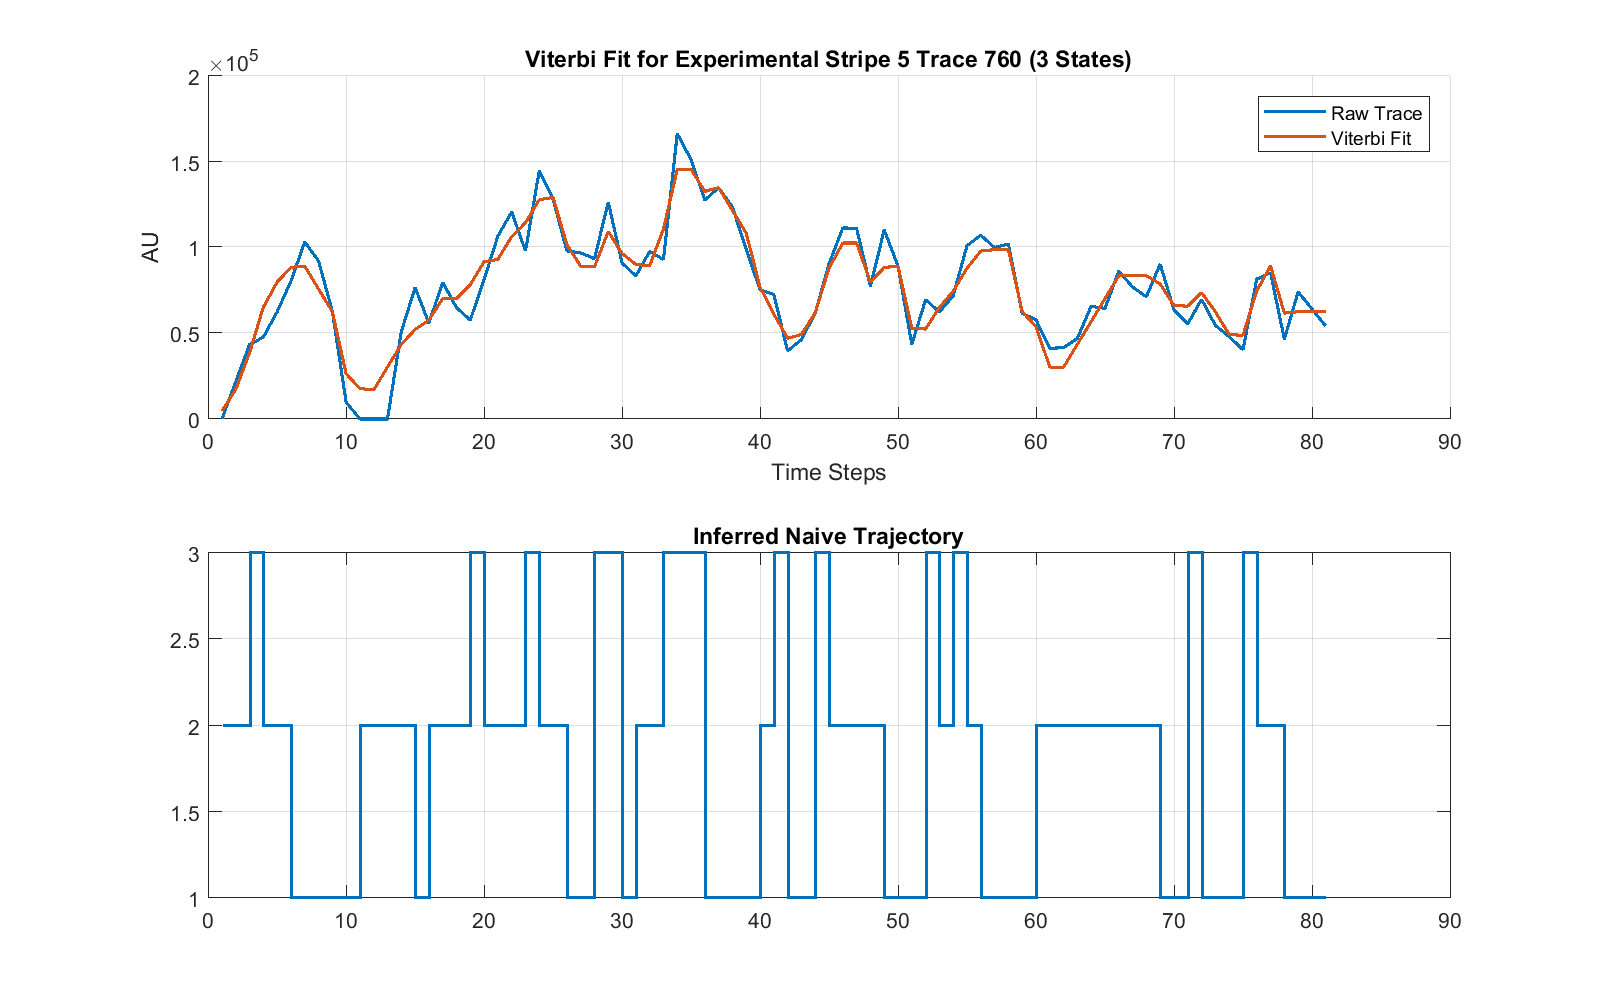 Viterbi Fit for Experimental Stripe 5 Trace 760 (3 States)
×10^5
2
1.5
1
0.5
0
AU
Raw Trace
Viterbi Fit
0 10 20 30 40 50 60 70 80 90
Time Steps
Inferred Naive Trajectory
3
2.5
2
1.5
1
0 10 20 30 40 50 60 70 80 90